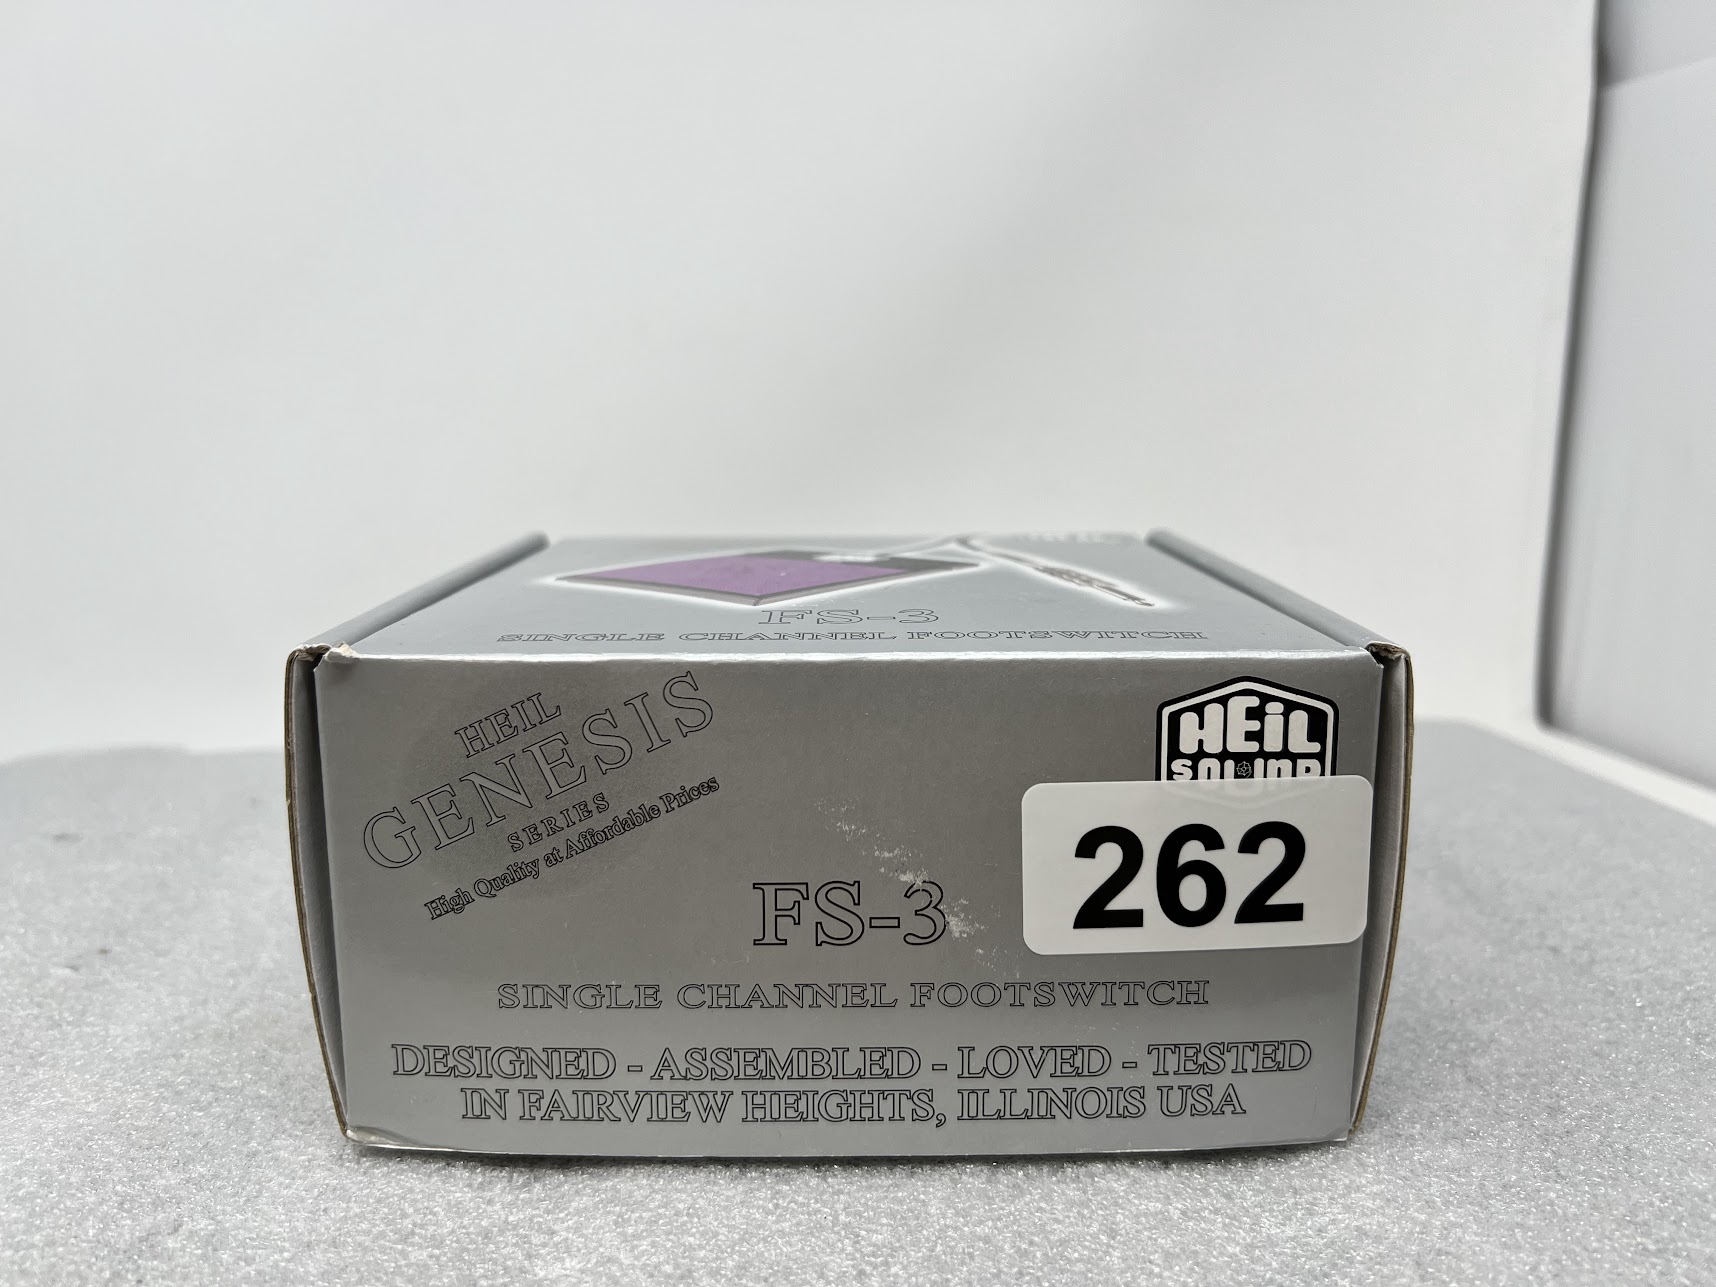 FS-3
SINGLE CHANNEL FOOTSWITCH
HEIL
GENESIS
SERIES
High Quality at Affordable Prices
HEiL
SOUND
262
FS-3
SINGLE CHANNEL FOOTSWITCH
DESIGNED - ASSEMBLED - LOVED - TESTED
IN FAIRVIEW HEIGHTS, ILLINOIS USA